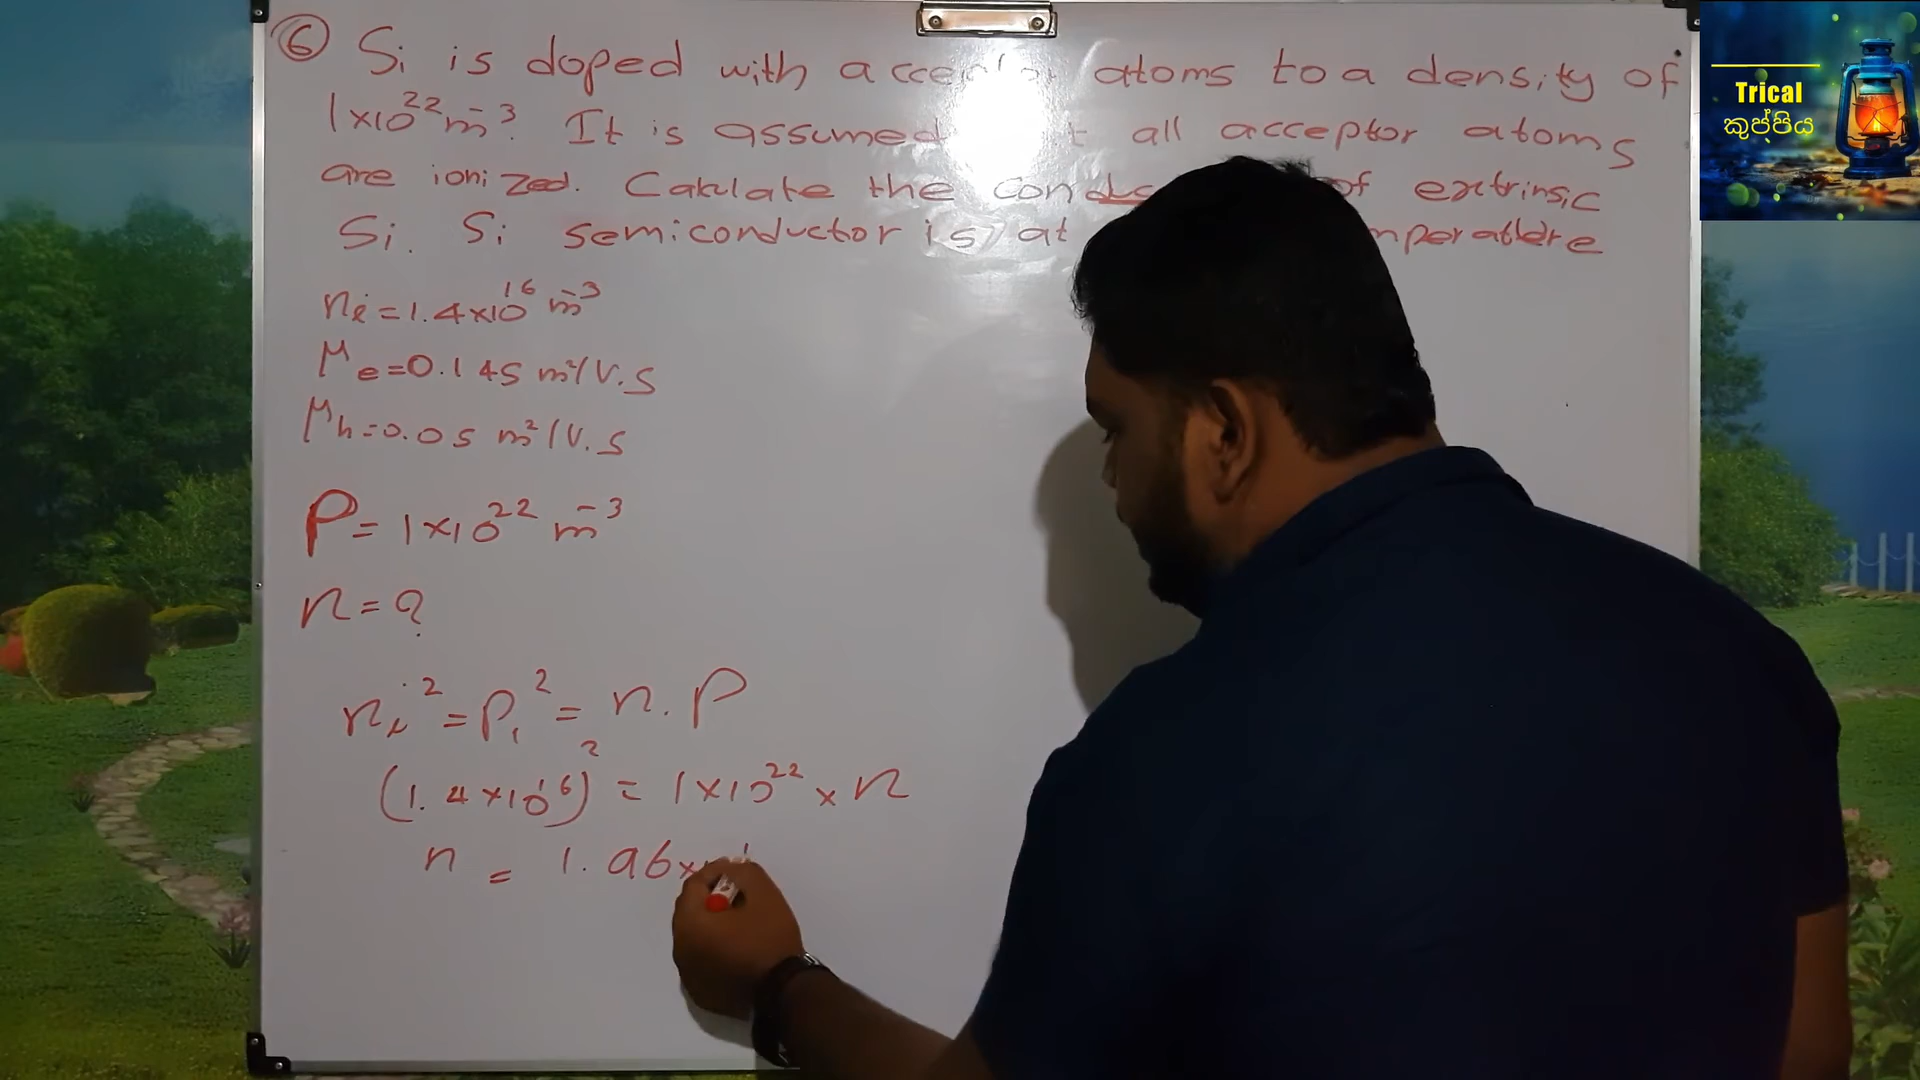 ⑥ Si is doped with atoms to a density of
1×10²² m⁻³. It is assumed all acceptor atoms
are ionized. Calculate the of extrinsic
Si. Si semiconductor is at
nᵢ = 1.4×10¹⁶ m⁻³
μe = 0.145 m²/V.S
μh = 0.05 m²/V.S
P = 1×10²² m⁻³
n = ?
nᵢ² = Pᵢ² = n.P
(1.4×10¹⁶)² = 1×10²² × n
n = 1.96×
Trical
කුප්පිය